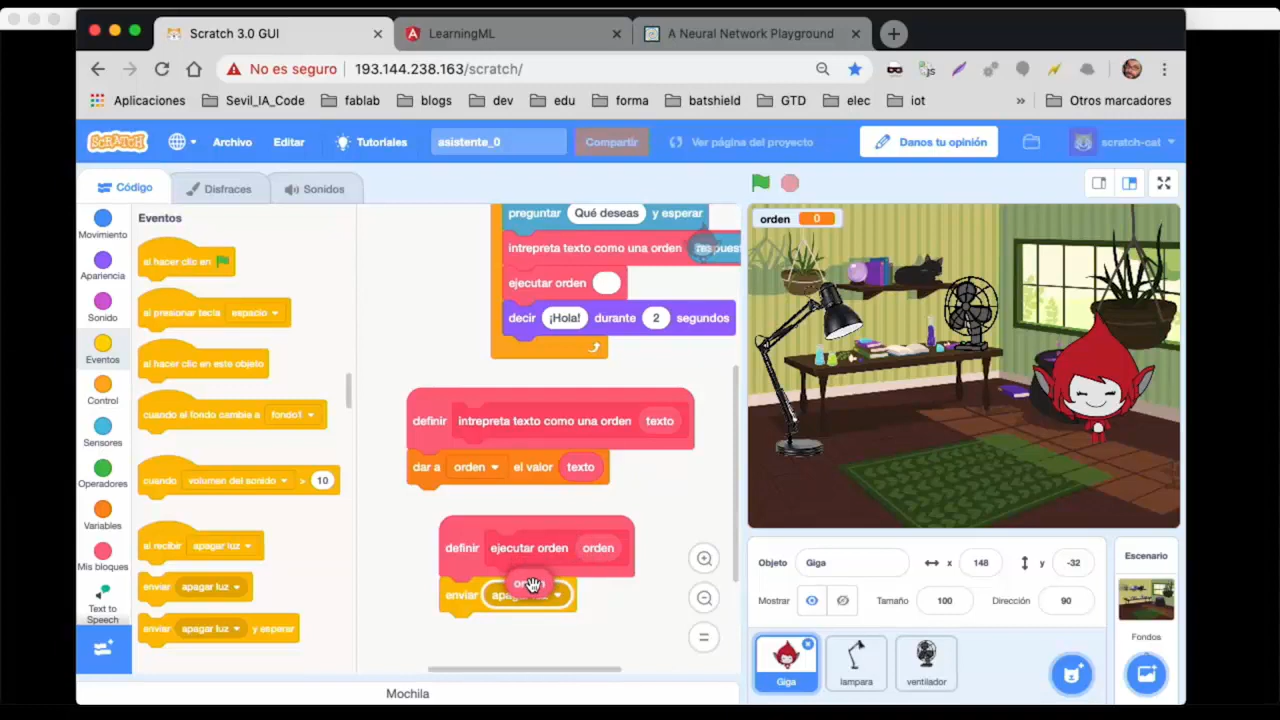 Scratch 3.0 GUI
LearningML
A Neural Network Playground
No es seguro
193.144.238.163/scratch/
Aplicaciones
Sevil_IA_Code
fablab
blogs
dev
edu
forma
batshield
GTD
elec
iot
»
Otros marcadores
SCRATCH
Archivo
Editar
Tutoriales
asistente_0
Compartir
Ver página del proyecto
Danos tu opinión
scratch-cat
Código
Disfraces
Sonidos
Movimiento
Apariencia
Sonido
Eventos
Control
Sensores
Operadores
Variables
Mis bloques
Text to
Speech
Eventos
al hacer clic en
al presionar tecla espacio
al hacer clic en este objeto
cuando el fondo cambie a fondo1
cuando volumen del sonido > 10
al recibir apagar luz
enviar apagar luz
enviar apagar luz y esperar
preguntar Qué deseas y esperar
intrepreta texto como una orden
ejecutar orden
decir ¡Hola! durante 2 segundos
definir intrepreta texto como una orden texto
dar a orden el valor texto
definir ejecutar orden orden
enviar
orden 0
Objeto Giga x 148 y -32
Mostrar Tamaño 100 Dirección 90
Giga
lampara
ventilador
Escenario
Fondos
Mochila